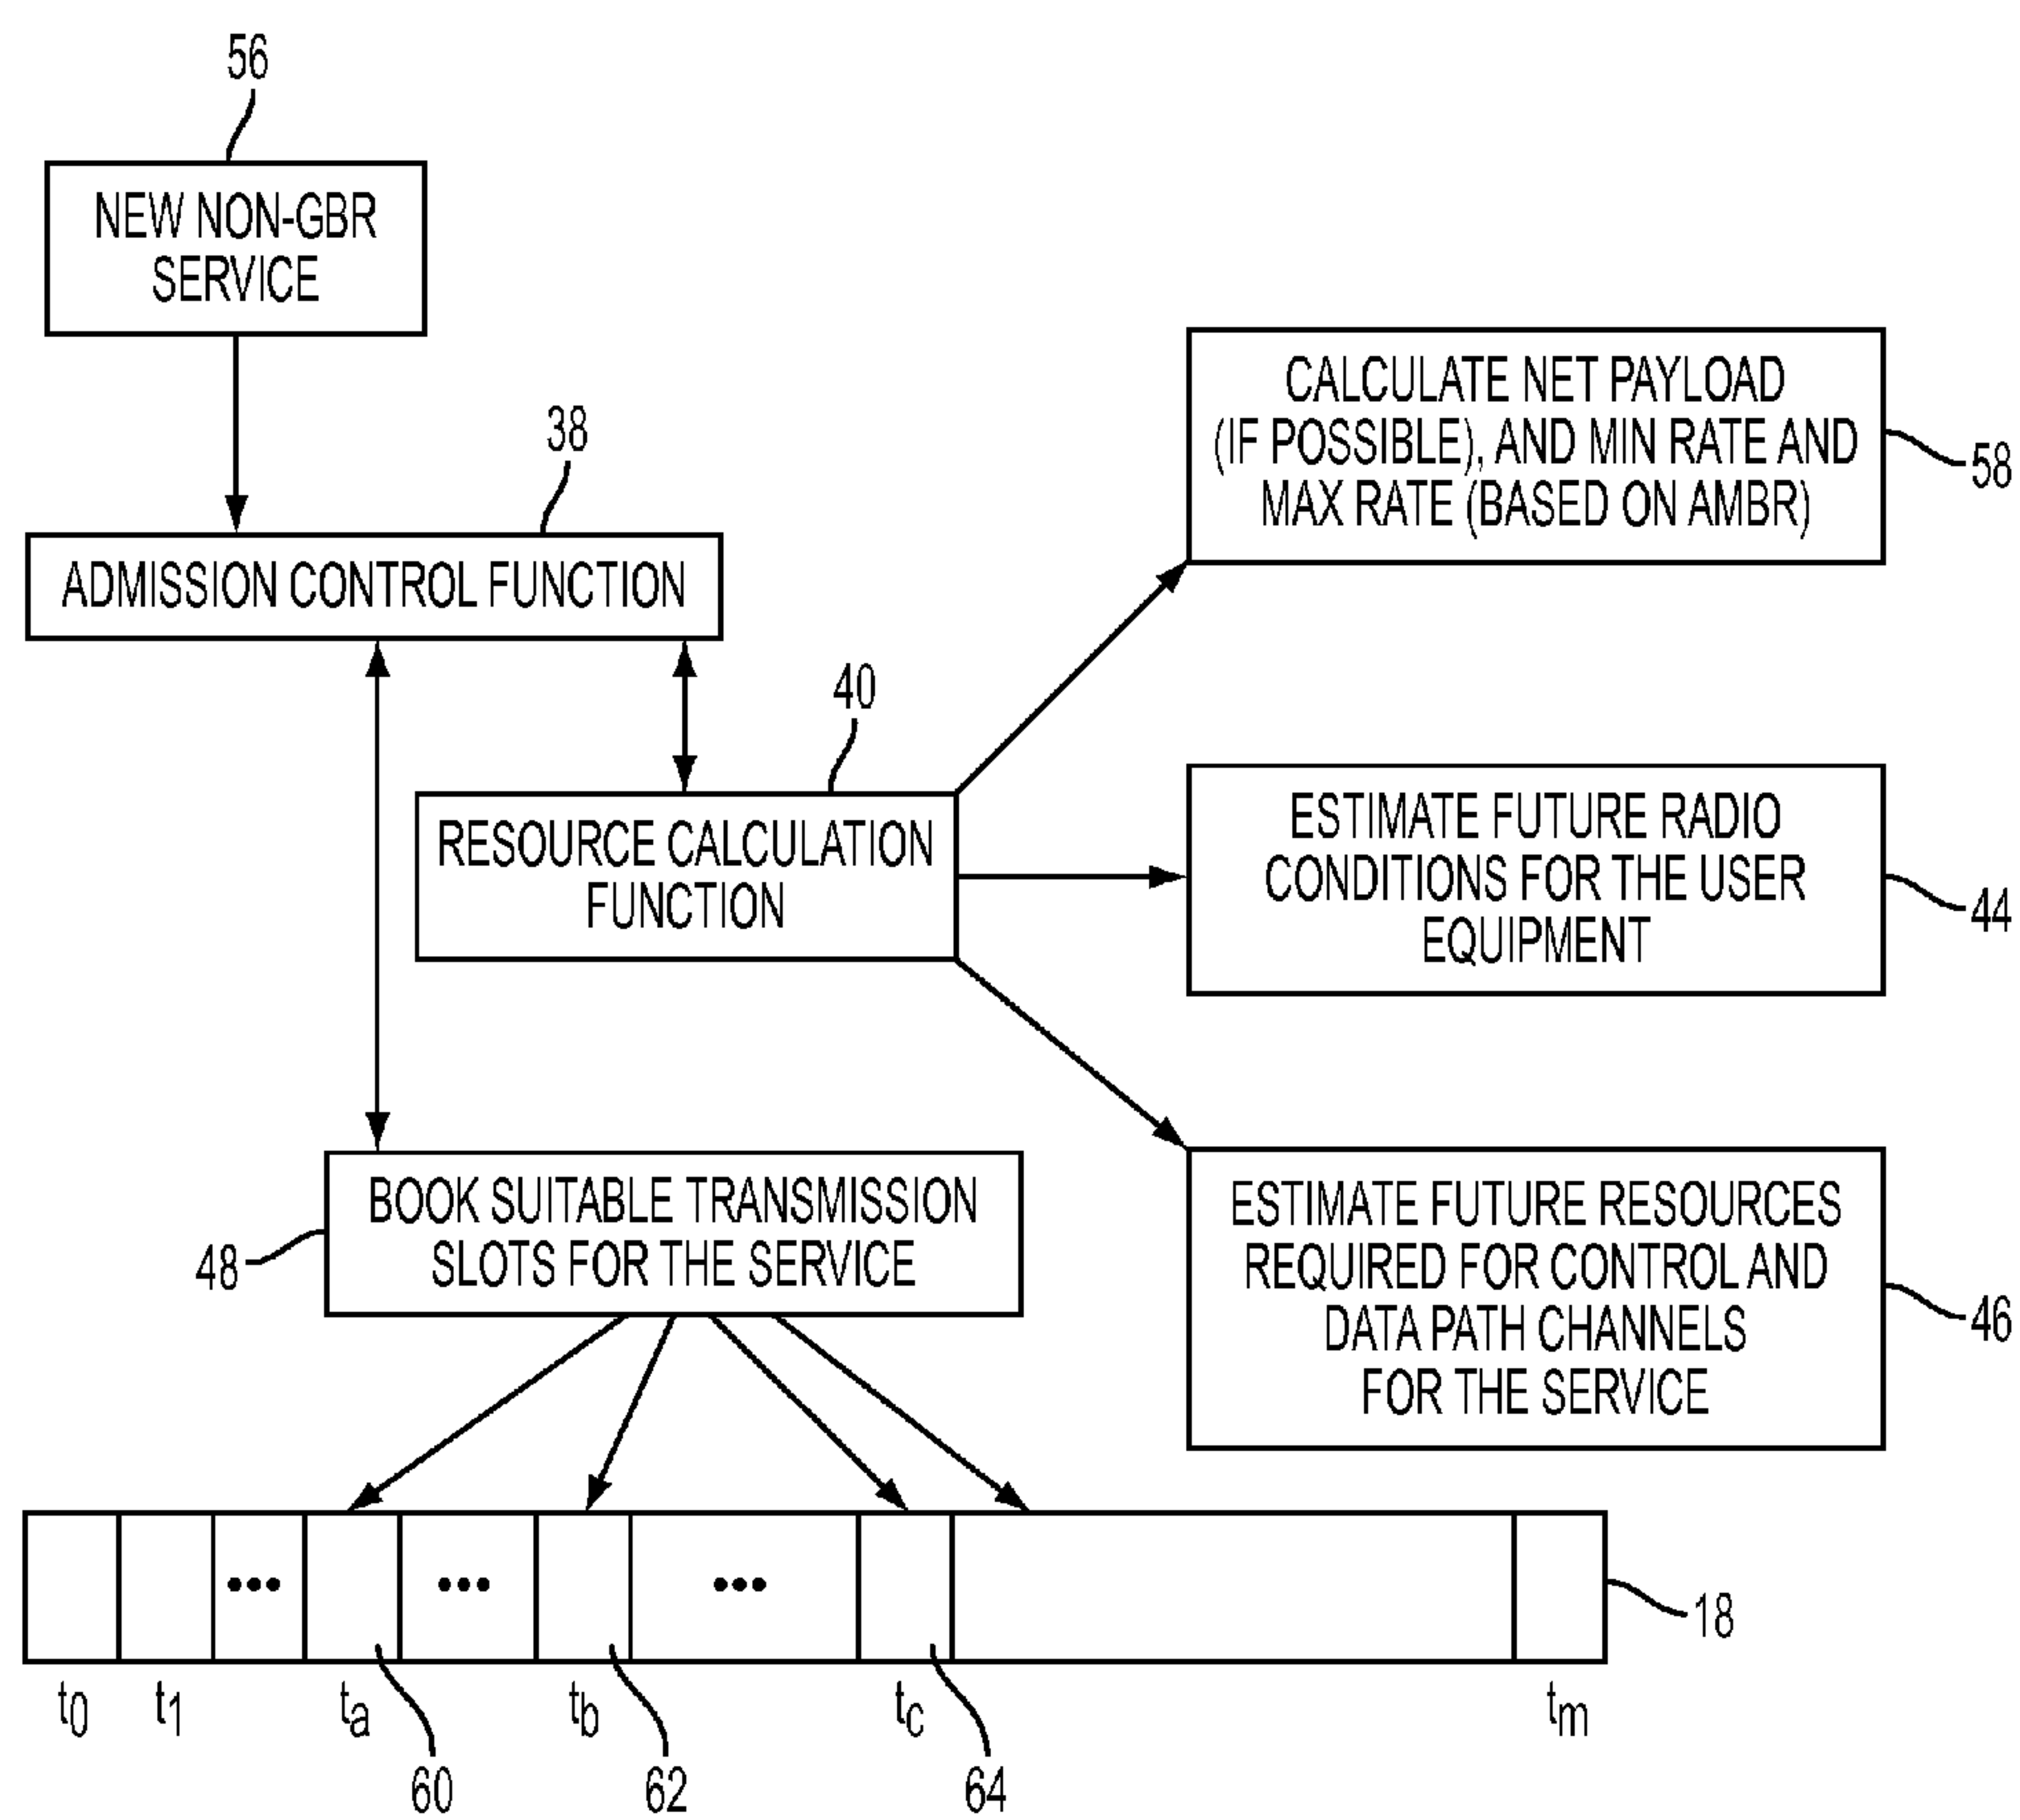 56
NEW NON-GBR
SERVICE
38
ADMISSION CONTROL FUNCTION
CALCULATE NET PAYLOAD
(IF POSSIBLE), AND MIN RATE AND
MAX RATE (BASED ON AMBR)
58
40
RESOURCE CALCULATION
FUNCTION
ESTIMATE FUTURE RADIO
CONDITIONS FOR THE USER
EQUIPMENT
44
BOOK SUITABLE TRANSMISSION
SLOTS FOR THE SERVICE
48
ESTIMATE FUTURE RESOURCES
REQUIRED FOR CONTROL AND
DATA PATH CHANNELS
FOR THE SERVICE
46
••• ••• •••
18
t0 t1 ta tb tc tm
60 62 64